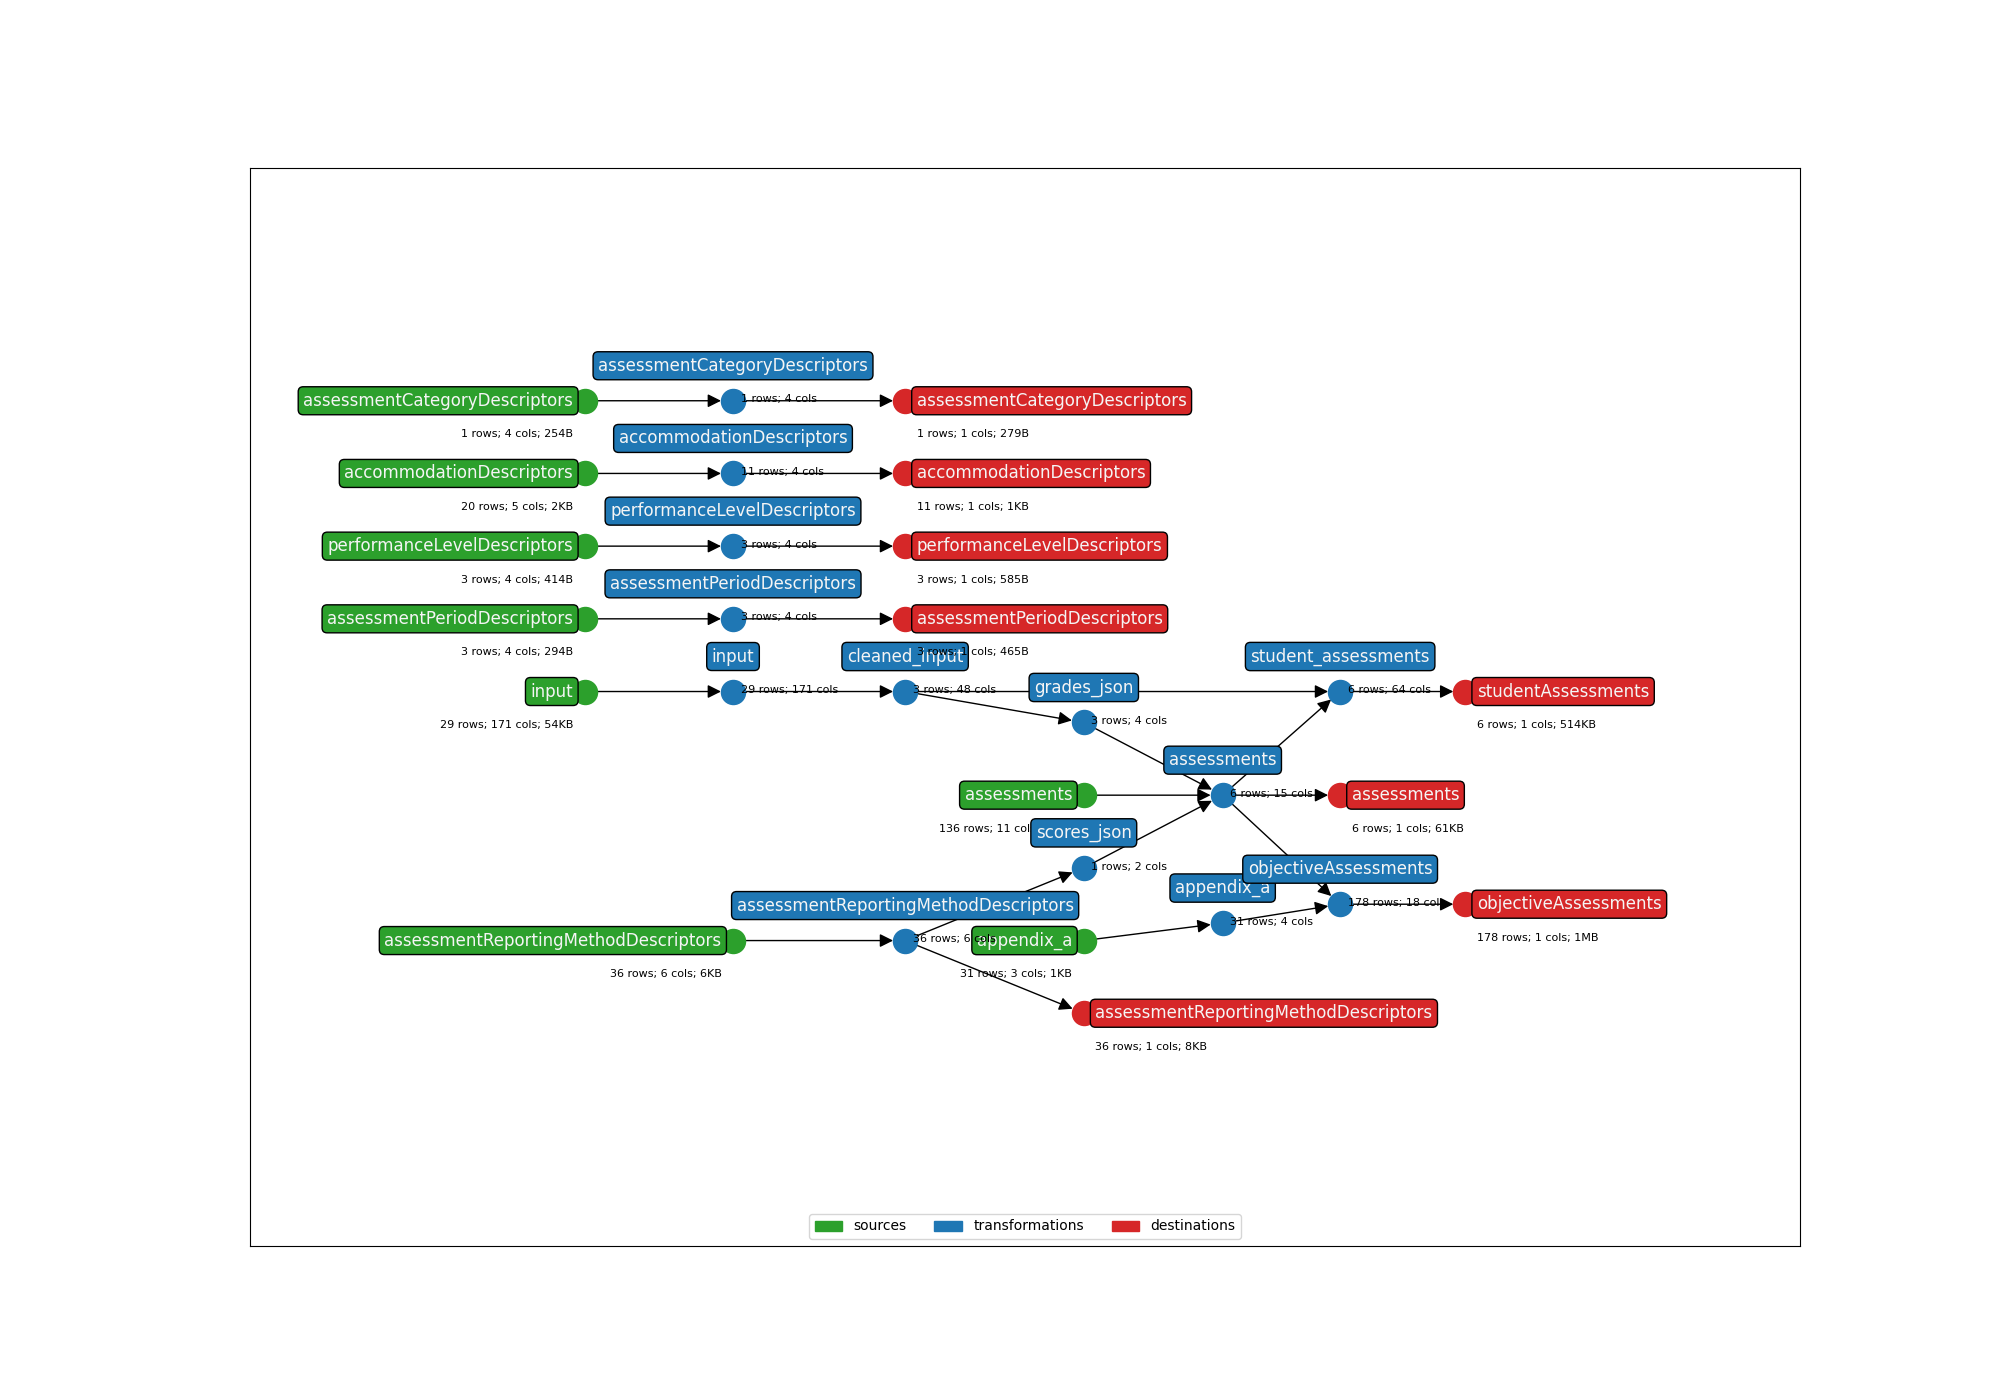 assessmentCategoryDescriptors
assessmentCategoryDescriptors
1 rows; 4 cols
assessmentCategoryDescriptors
1 rows; 4 cols; 254B
1 rows; 1 cols; 279B
accommodationDescriptors
accommodationDescriptors
11 rows; 4 cols
accommodationDescriptors
20 rows; 5 cols; 2KB
11 rows; 1 cols; 1KB
performanceLevelDescriptors
performanceLevelDescriptors
3 rows; 4 cols
performanceLevelDescriptors
3 rows; 4 cols; 414B
3 rows; 1 cols; 585B
assessmentPeriodDescriptors
assessmentPeriodDescriptors
3 rows; 4 cols
assessmentPeriodDescriptors
3 rows; 4 cols; 294B
3 rows; 1 cols; 465B
input
cleaned_input
student_assessments
input
29 rows; 171 cols
3 rows; 48 cols
grades_json
6 rows; 64 cols
studentAssessments
29 rows; 171 cols; 54KB
3 rows; 4 cols
6 rows; 1 cols; 514KB
assessments
assessments
6 rows; 15 cols
assessments
136 rows; 11
scores_json
6 rows; 1 cols; 61KB
1 rows; 2 cols
objectiveAssessments
appendix_a
assessmentReportingMethodDescriptors
178 rows; 18
objectiveAssessments
31 rows; 4 cols
assessmentReportingMethodDescriptors
36 rows; 6 cols
appendix_a
178 rows; 1 cols; 1MB
36 rows; 6 cols; 6KB
31 rows; 3 cols; 1KB
assessmentReportingMethodDescriptors
36 rows; 1 cols; 8KB
sources
transformations
destinations